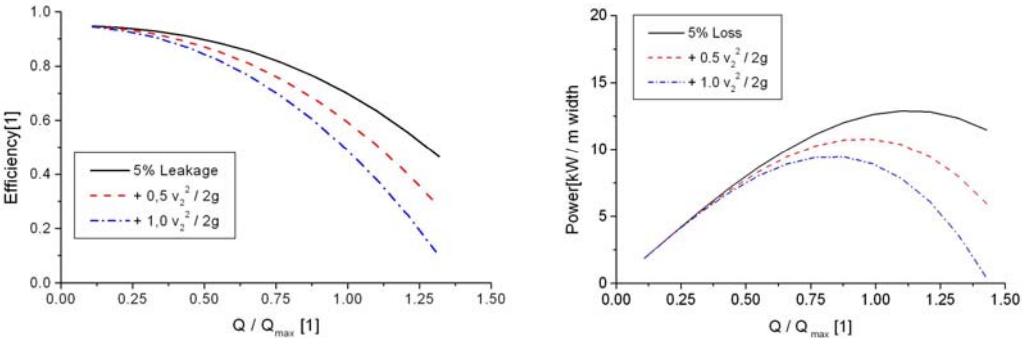 Efficiency[1]
1.0
0.8
0.6
0.4
0.2
0.0
5% Leakage
+ 0,5 v₂² / 2g
+ 1,0 v₂² / 2g
0.00 0.25 0.50 0.75 1.00 1.25 1.50
Q / Qmax [1]
Power[kW / m width
20
15
10
5
0
5% Loss
+ 0.5 v₂² / 2g
+ 1.0 v₂² / 2g
0.00 0.25 0.50 0.75 1.00 1.25 1.50
Q / Qmax [1]